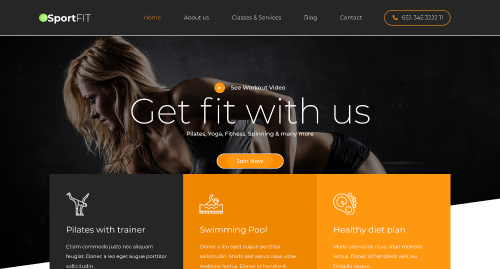 SportFIT
Home
About us
Classes & Services
Blog
Contact
652 345 3222 11
See Workout Video
Get fit with us
Pilates, Yoga, Fitness, Spinning & many more
Join Now
Pilates with trainer
Etiam commodo justo nec aliquam
feugiat. Donec a leo eget augue porttitor
sollicitudin.
Swimming Pool
Donec a leo eget augue porttitor
sollicitudin. Morbi sed varius risus, vitae
molestie lectus. Donec id hendrerit.
Healthy diet plan
Morbi sed varius risus, vitae molestie
lectus. Donec id hendrerit velit, eu
fringilla neque.